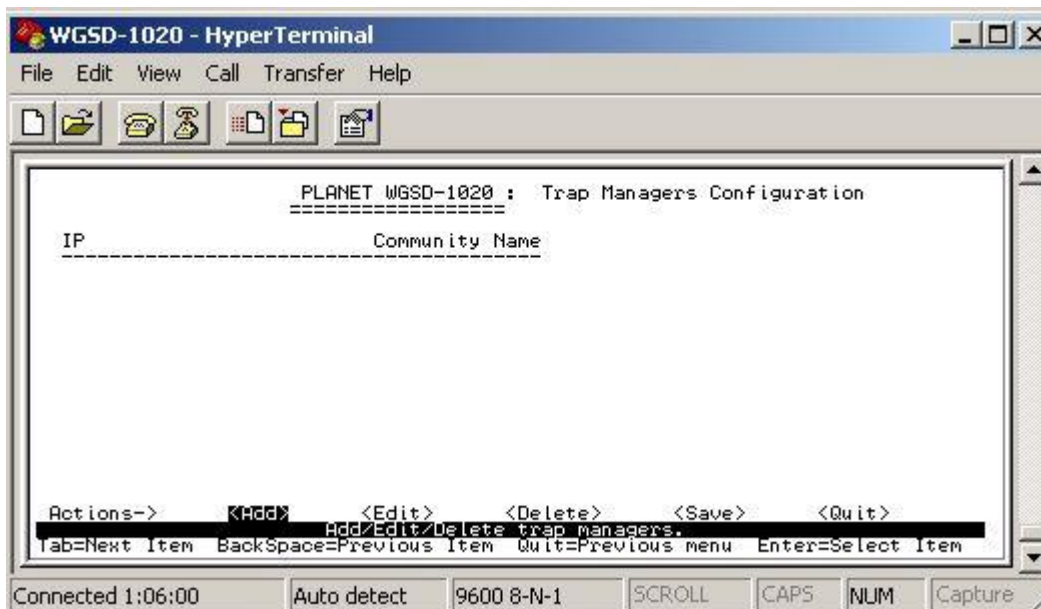 WGSD-1020 - HyperTerminal
File Edit View Call Transfer Help
PLANET WGSD-1020 : Trap Managers Configuration
==================
IP Community Name
----------------------------------------
Actions-> <Add> <Edit> <Delete> <Save> <Quit>
Add/Edit/Delete trap managers.
Tab=Next Item BackSpace=Previous Item Quit=Previous menu Enter=Select Item
Connected 1:06:00 Auto detect 9600 8-N-1 SCROLL CAPS NUM Capture